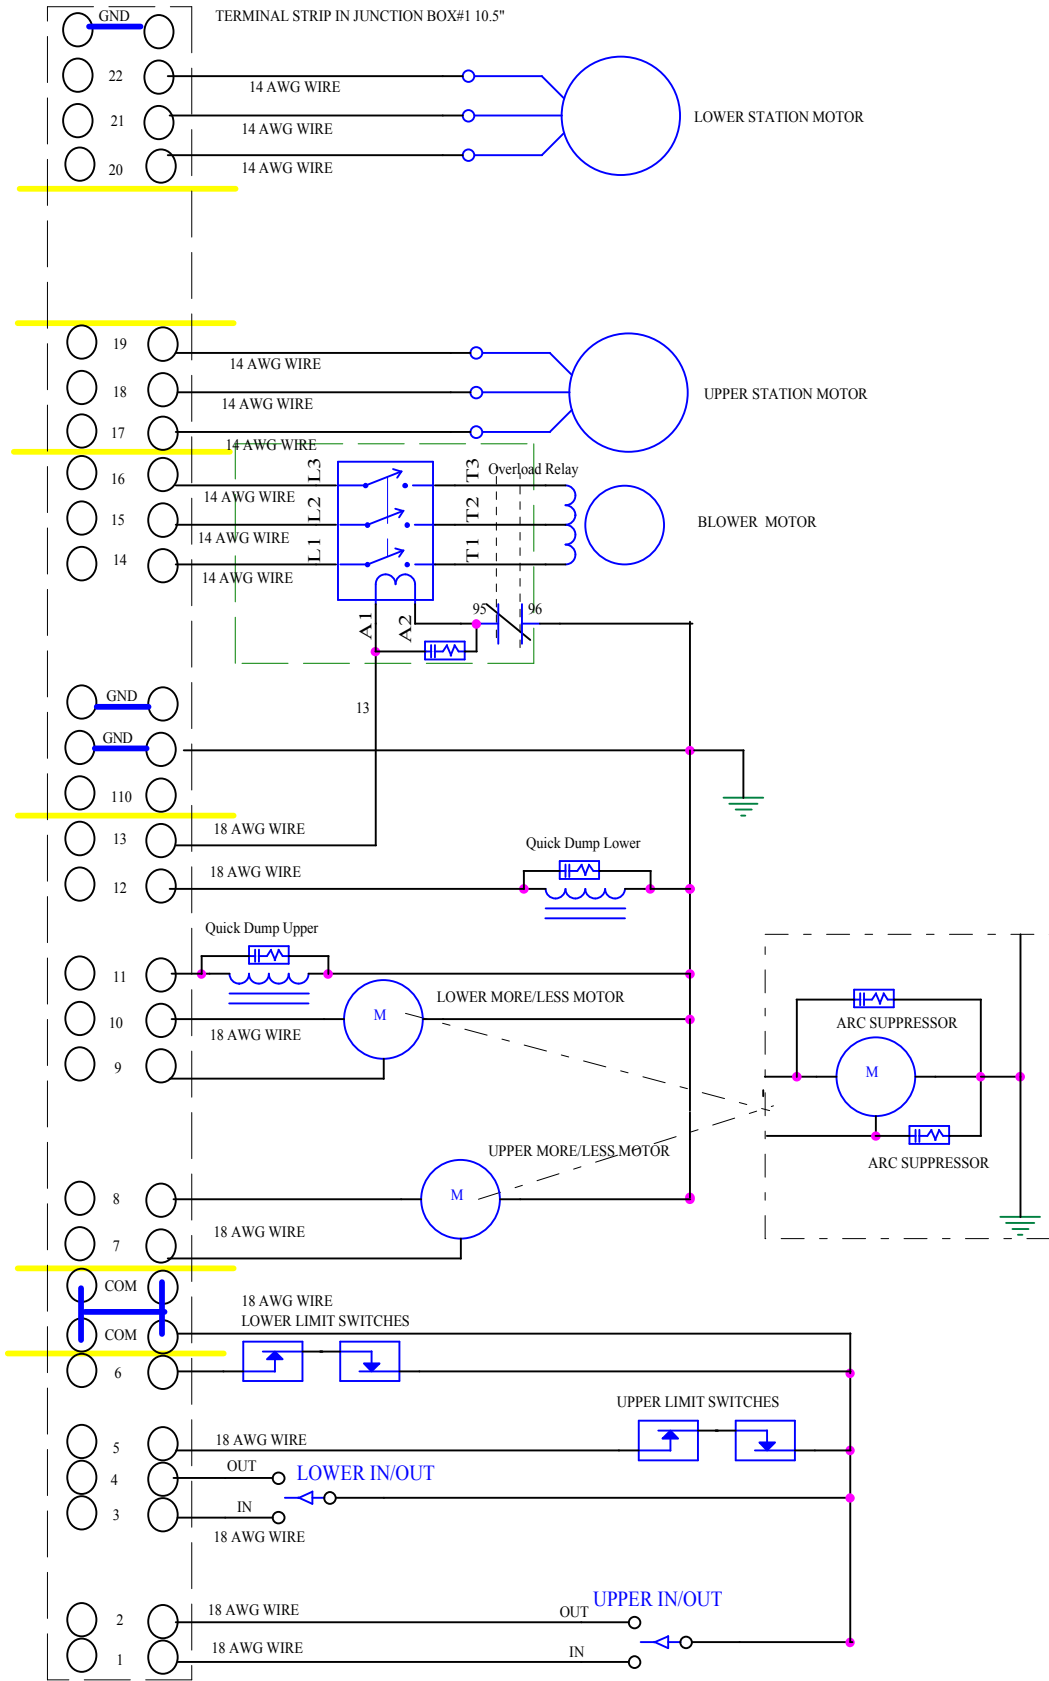 GND
TERMINAL STRIP IN JUNCTION BOX#1 10.5"
22
14 AWG WIRE
21
14 AWG WIRE
LOWER STATION MOTOR
20
14 AWG WIRE
19
14 AWG WIRE
18
14 AWG WIRE
UPPER STATION MOTOR
17
14 AWG WIRE
16
14 AWG WIRE
L3
T3
Overload Relay
15
14 AWG WIRE
L2
T2
BLOWER MOTOR
14
14 AWG WIRE
L1
T1
A1
A2
95
96
13
GND
GND
110
13
18 AWG WIRE
12
18 AWG WIRE
Quick Dump Lower
Quick Dump Upper
11
10
18 AWG WIRE
M
LOWER MORE/LESS MOTOR
9
ARC SUPPRESSOR
M
ARC SUPPRESSOR
UPPER MORE/LESS MOTOR
8
M
7
18 AWG WIRE
COM
18 AWG WIRE
LOWER LIMIT SWITCHES
COM
6
UPPER LIMIT SWITCHES
5
18 AWG WIRE
4
OUT
LOWER IN/OUT
3
IN
18 AWG WIRE
2
18 AWG WIRE
OUT
UPPER IN/OUT
1
18 AWG WIRE
IN